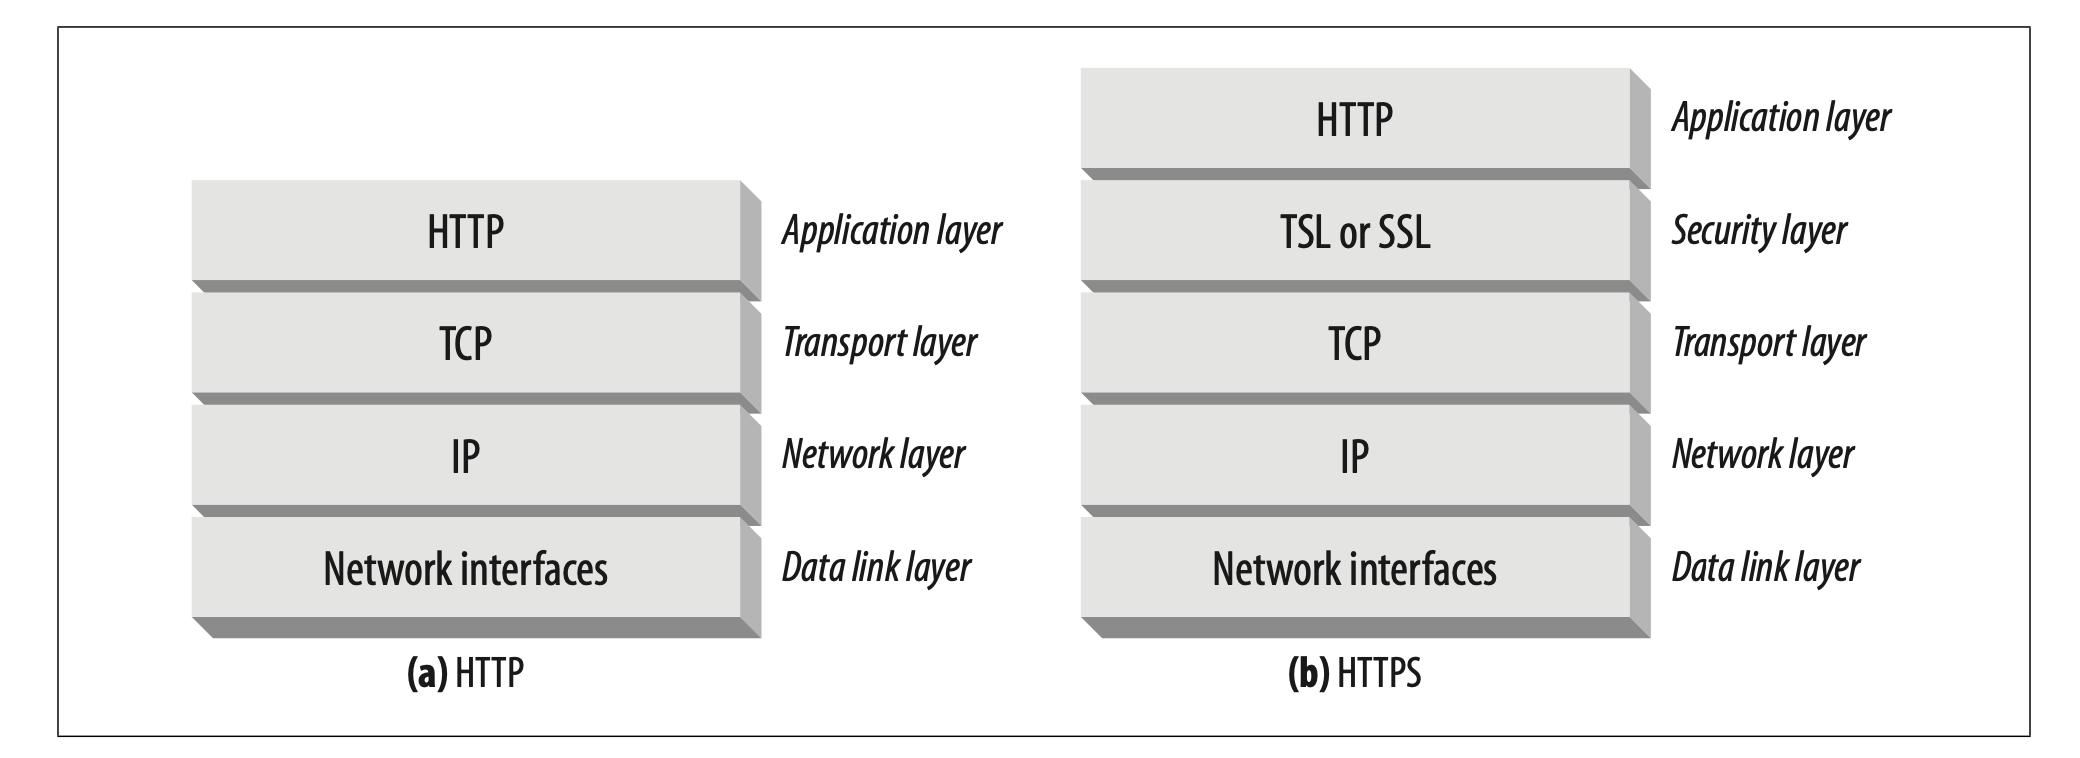 HTTP Application layer
TCP Transport layer
IP Network layer
Network interfaces Data link layer
(a) HTTP
HTTP Application layer
TSL or SSL Security layer
TCP Transport layer
IP Network layer
Network interfaces Data link layer
(b) HTTPS